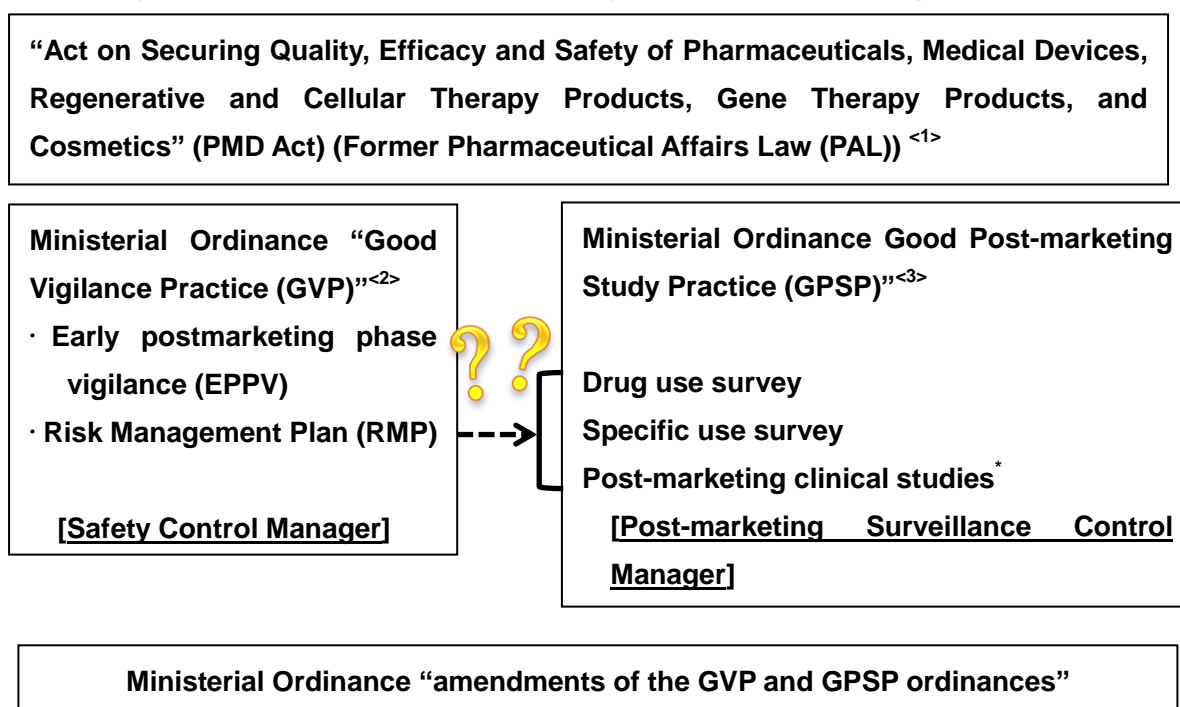 “Act on Securing Quality, Efficacy and Safety of Pharmaceuticals, Medical Devices,
Regenerative and Cellular Therapy Products, Gene Therapy Products, and
Cosmetics” (PMD Act) (Former Pharmaceutical Affairs Law (PAL)) <1>
Ministerial Ordinance “Good
Vigilance Practice (GVP)”<2>
· Early postmarketing phase
vigilance (EPPV)
· Risk Management Plan (RMP)
[Safety Control Manager]
? ?
Ministerial Ordinance Good Post-marketing
Study Practice (GPSP)”<3>
Drug use survey
Specific use survey
Post-marketing clinical studies*
[Post-marketing Surveillance Control
Manager]
Ministerial Ordinance “amendments of the GVP and GPSP ordinances”